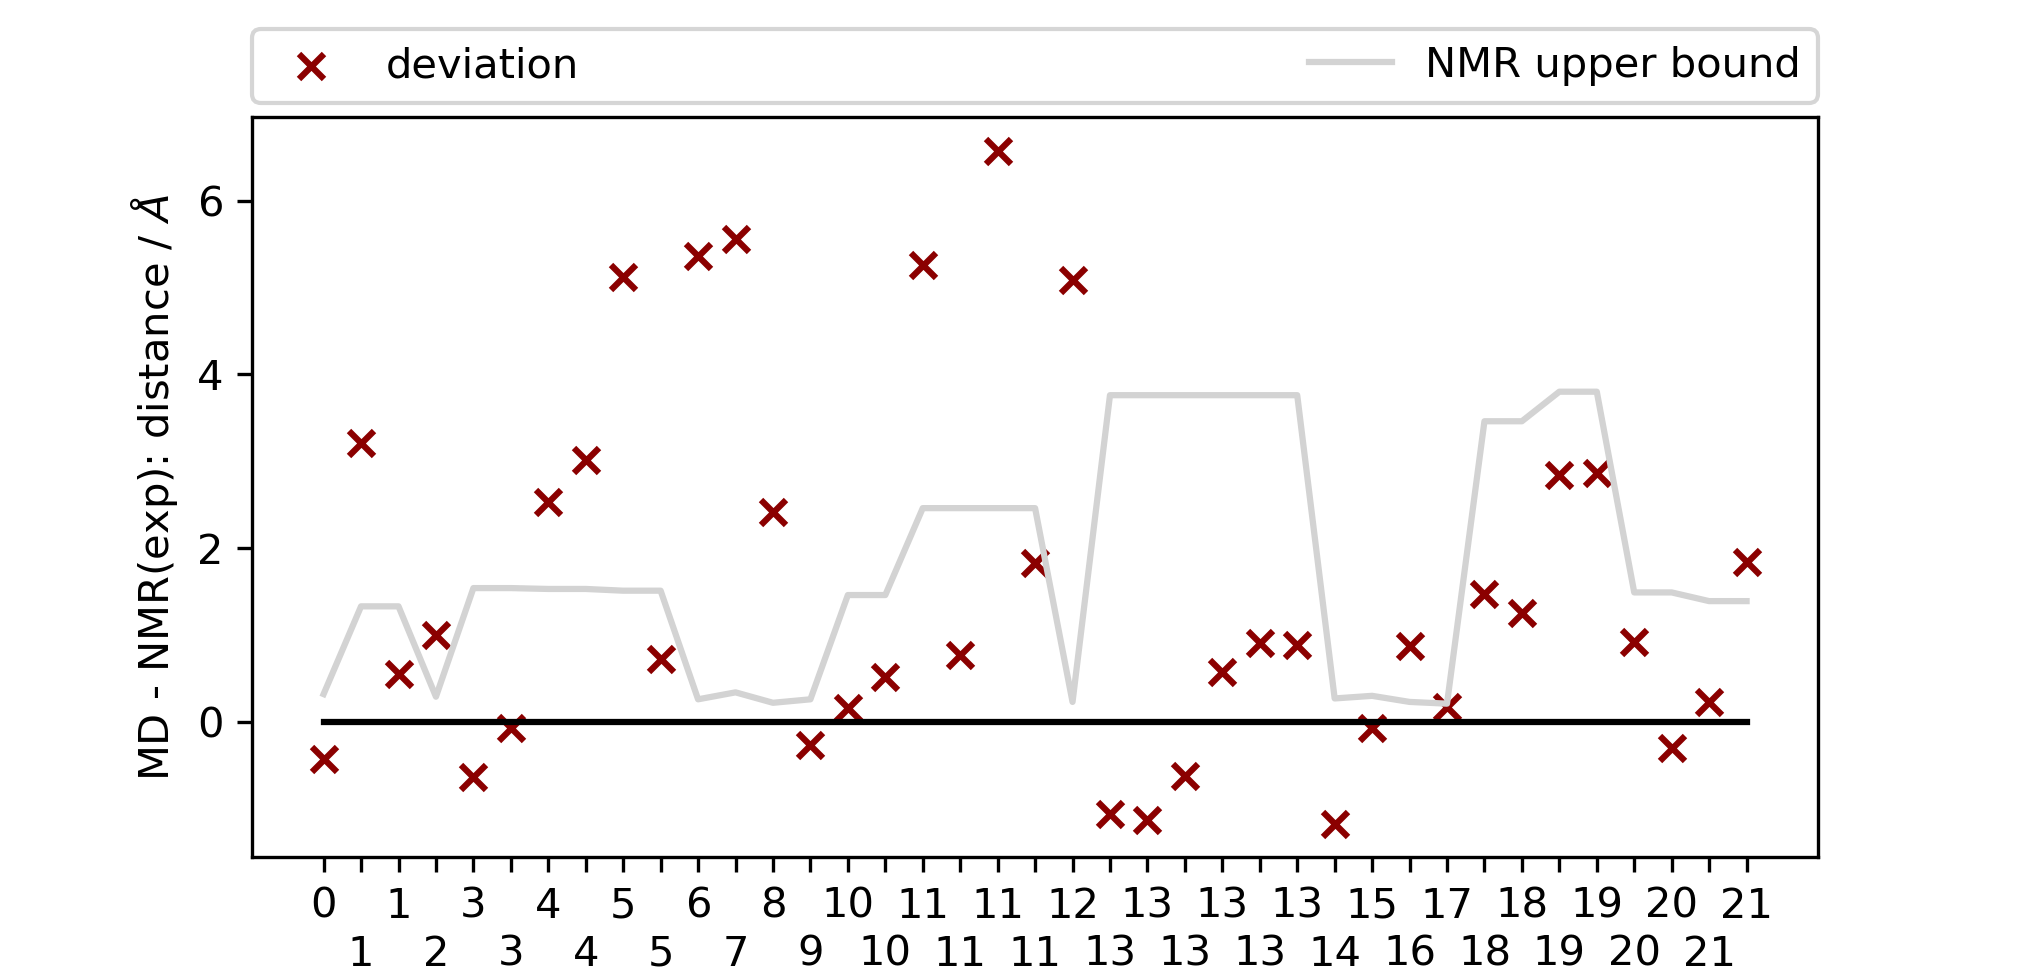 deviation NMR upper bound
MD - NMR(exp): distance / Å
6
4
2
0
0 1 3 4 5 6 8 10 11 11 12 13 13 13 15 17 18 19 20 21
1 2 3 4 5 7 9 10 11 11 13 13 13 14 16 18 19 20 21